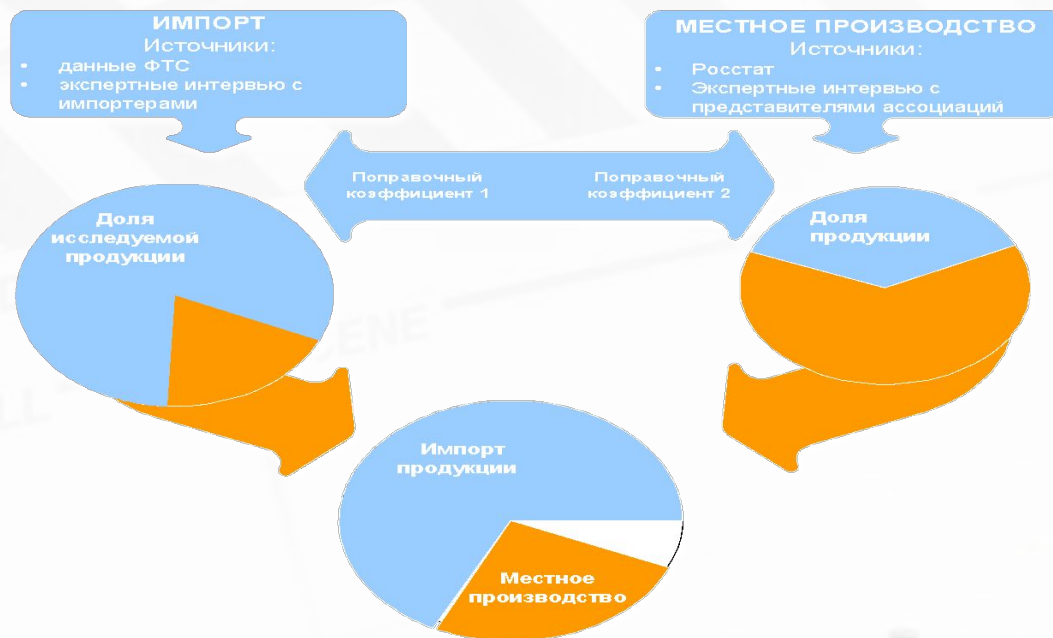 ИМПОРТ
Источники:
• данные ФТС
• экспертные интервью с
импортерами
МЕСТНОЕ ПРОИЗВОДСТВО
Источники:
• Росстат
• Экспертные интервью с
представителями ассоциаций
Поправочный
коэффициент 1
Поправочный
коэффициент 2
Доля
исследуемой
продукции
Доля
продукции
Импорт
продукции
Местное
производство